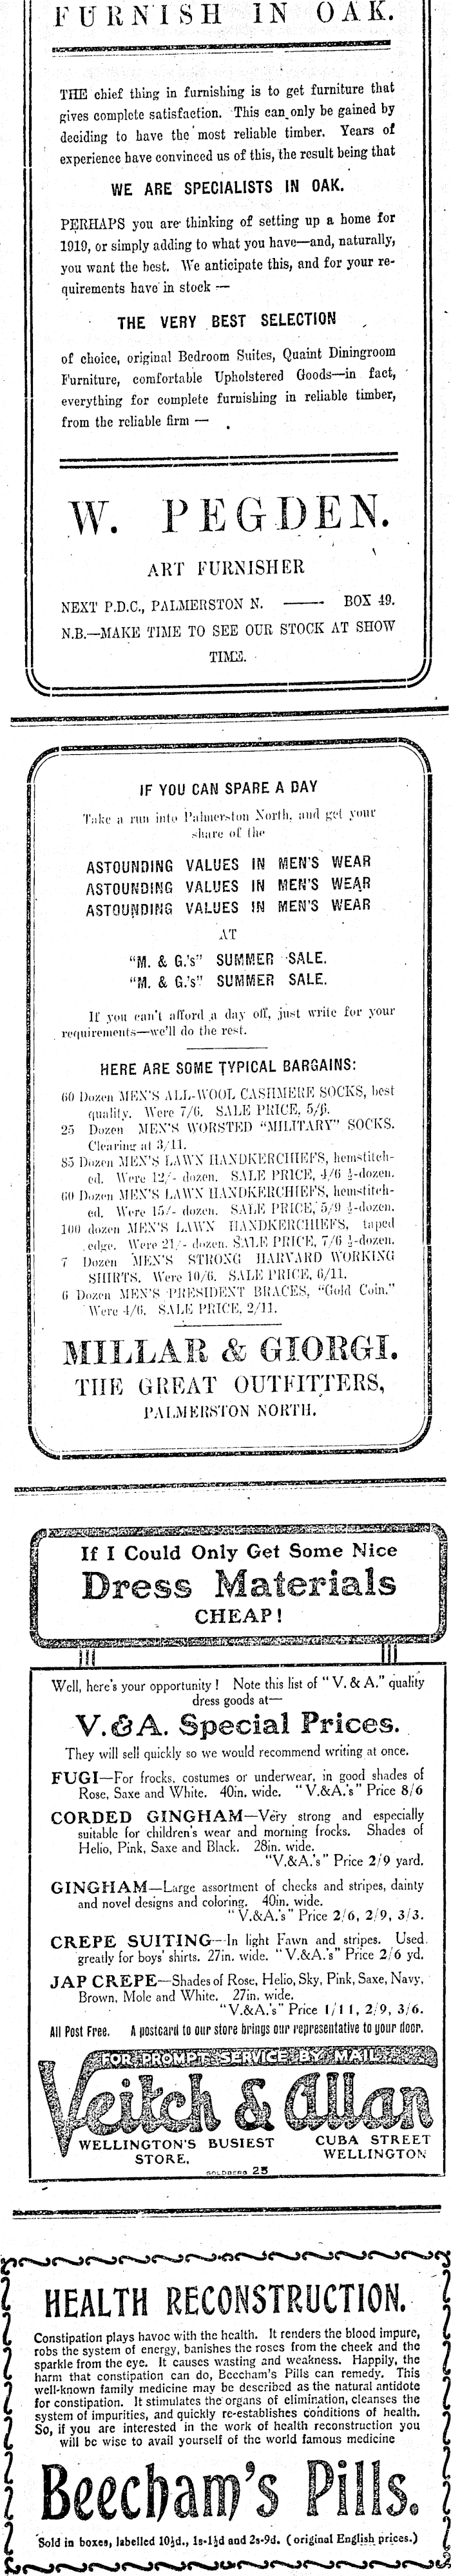 FURNISH IN OAK.
THE chief thing in furnishing is to get furniture that
gives complete satisfaction. This can only be gained by
deciding to have the most reliable timber. Years of
experience have convinced us of this, the result being that
WE ARE SPECIALISTS IN OAK.
PERHAPS you are thinking of setting up a home for
1919, or simply adding to what you have—and, naturally,
you want the best. We anticipate this, and for your re-
quirements have in stock —
THE VERY BEST SELECTION
of choice, original Bedroom Suites, Quaint Diningroom
Furniture, comfortable Upholstered Goods—in fact,
everything for complete furnishing in reliable timber,
from the reliable firm —
W. PEGDEN.
ART FURNISHER
NEXT P.D.C., PALMERSTON N. —— BOX 49.
N.B.—MAKE TIME TO SEE OUR STOCK AT SHOW
TIME.
IF YOU CAN SPARE A DAY
Take a run into Palmerston North, and get your
share of the
ASTOUNDING VALUES IN MEN'S WEAR
ASTOUNDING VALUES IN MEN'S WEAR
ASTOUNDING VALUES IN MEN'S WEAR
AT
"M. & G.'s" SUMMER SALE.
"M. & G.'s" SUMMER SALE.
If you can't afford a day off, just write for your
requirements—we'll do the rest.
HERE ARE SOME TYPICAL BARGAINS:
60 Dozen MEN'S ALL-WOOL CASHMERE SOCKS, best
quality. Were 7/6. SALE PRICE, 5/6.
25 Dozen MEN'S WORSTED "MILITARY" SOCKS.
Clearing at 3/11.
85 Dozen MEN'S LAWN HANDKERCHIEFS, hemstitch-
ed. Were 12/- dozen. SALE PRICE, 4/6 ½-dozen.
60 Dozen MEN'S LAWN HANDKERCHIEFS, hemstitch-
ed. Were 15/- dozen. SALE PRICE, 5/9 ½-dozen.
100 dozen MEN'S LAWN HANDKERCHIEFS, taped
edge. Were 21/- dozen. SALE PRICE, 7/6 ½-dozen.
7 Dozen MEN'S STRONG HARVARD WORKING
SHIRTS. Were 10/6. SALE PRICE, 6/11.
6 Dozen MEN'S PRESIDENT BRACES, "Gold Coin."
Were 4/6. SALE PRICE, 2/11.
MILLAR & GIORGI.
THE GREAT OUTFITTERS,
PALMERSTON NORTH.
If I Could Only Get Some Nice
Dress Materials
CHEAP!
Well, here's your opportunity! Note this list of "V. & A." quality
dress goods at—
V.&A. Special Prices.
They will sell quickly so we would recommend writing at once.
FUGI—For frocks, costumes or underwear, in good shades of
Rose, Saxe and White. 40in. wide. "V.&A.'s" Price 8/6
CORDED GINGHAM—Very strong and especially
suitable for children's wear and morning frocks. Shades of
Helio, Pink, Saxe and Black. 28in. wide.
"V.&A.'s" Price 2/9 yard.
GINGHAM—Large assortment of checks and stripes, dainty
and novel designs and coloring. 40in. wide.
"V.&A.'s" Price 2/6, 2/9, 3/3.
CREPE SUITING—In light Fawn and stripes. Used
greatly for boys' shirts. 27in. wide. "V.&A.'s" Price 2/6 yd.
JAP CREPE—Shades of Rose, Helio, Sky, Pink, Saxe, Navy,
Brown, Mole and White. 27in. wide.
"V.&A.'s" Price 1/11, 2/9, 3/6.
All Post Free. A postcard to our store brings our representative to your door.
FOR PROMPT SERVICE BY MAIL
Veitch & Allan
WELLINGTON'S BUSIEST
STORE,
CUBA STREET
WELLINGTON
GOLDBERG 25
HEALTH RECONSTRUCTION.
Constipation plays havoc with the health. It renders the blood impure,
robs the system of energy, banishes the roses from the cheek and the
sparkle from the eye. It causes wasting and weakness. Happily, the
harm that constipation can do, Beecham's Pills can remedy. This
well-known family medicine may be described as the natural antidote
for constipation. It stimulates the organs of elimination, cleanses the
system of impurities, and quickly re-establishes conditions of health.
So, if you are interested in the work of health reconstruction you
will be wise to avail yourself of the world famous medicine
Beecham's Pills.
Sold in boxes, labelled 10½d., 1s-1½d and 2s-9d. (original English prices.)